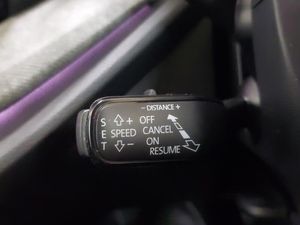 - DISTANCE +
S + OFF
E SPEED CANCEL
T - ON
RESUME